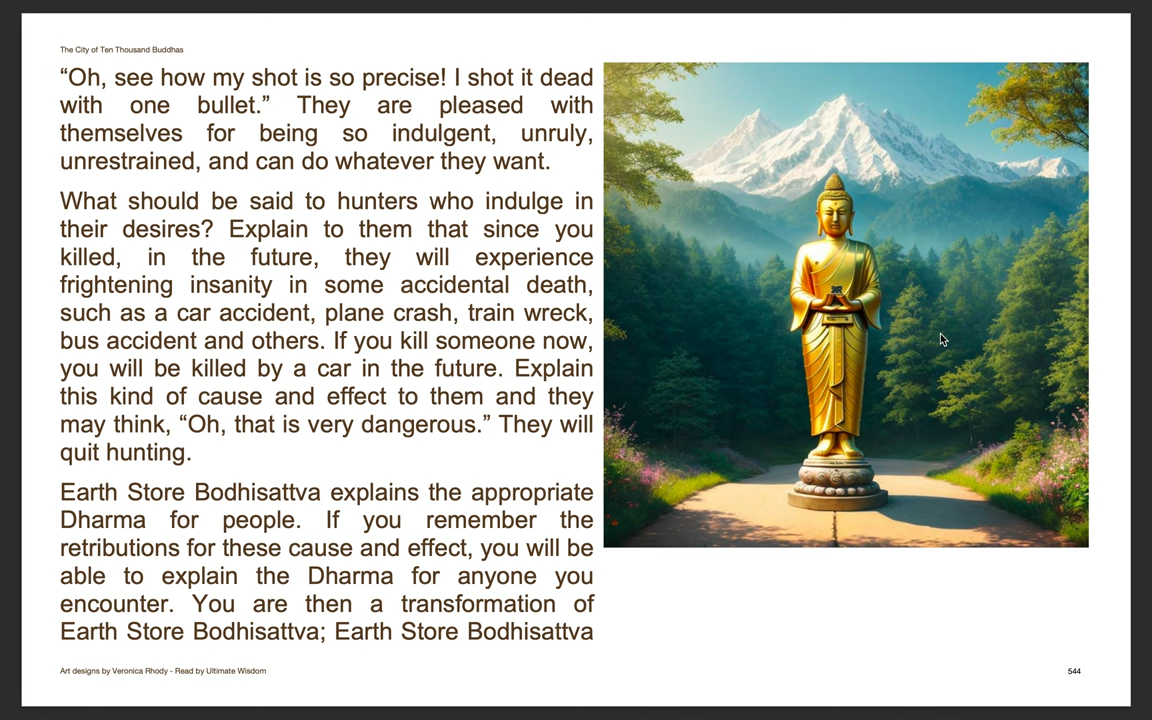 The City of Ten Thousand Buddhas
“Oh, see how my shot is so precise! I shot it dead
with one bullet.” They are pleased with
themselves for being so indulgent, unruly,
unrestrained, and can do whatever they want.
What should be said to hunters who indulge in
their desires? Explain to them that since you
killed, in the future, they will experience
frightening insanity in some accidental death,
such as a car accident, plane crash, train wreck,
bus accident and others. If you kill someone now,
you will be killed by a car in the future. Explain
this kind of cause and effect to them and they
may think, “Oh, that is very dangerous.” They will
quit hunting.
Earth Store Bodhisattva explains the appropriate
Dharma for people. If you remember the
retributions for these cause and effect, you will be
able to explain the Dharma for anyone you
encounter. You are then a transformation of
Earth Store Bodhisattva; Earth Store Bodhisattva
Art designs by Veronica Rhody - Read by Ultimate Wisdom
544